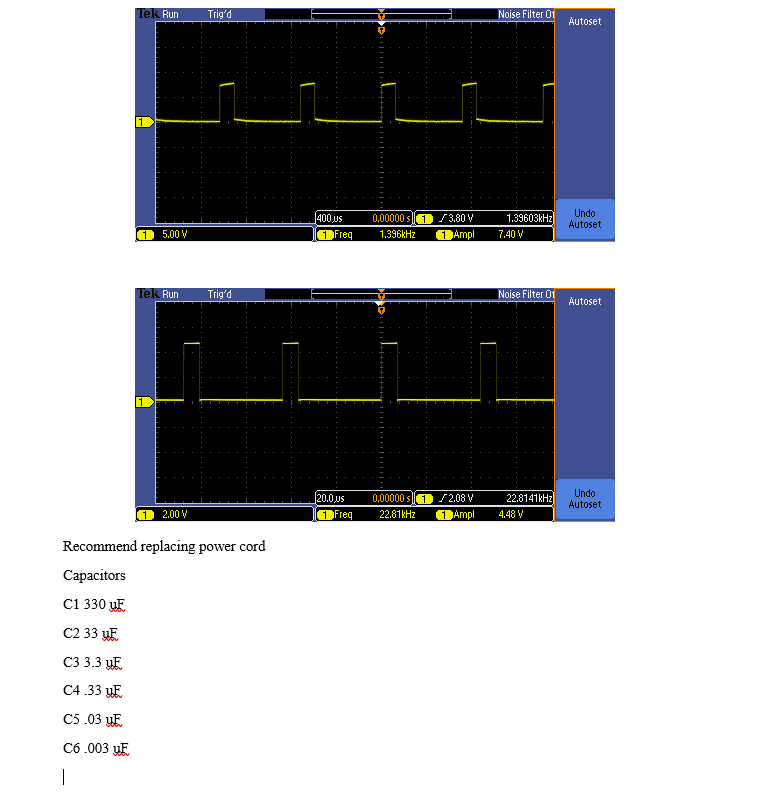 Tek Run Trig'd Noise Filter Of
Autoset
1
Undo
Autoset
400µs 0.00000 s 1 3.80 V 1.39603kHz
1 5.00 V 1 Freq 1.396kHz 1 Ampl 7.40 V
Tek Run Trig'd Noise Filter Of
Autoset
1
Undo
Autoset
20.0µs 0.00000 s 1 2.08 V 22.8141kHz
1 2.00 V 1 Freq 22.81kHz 1 Ampl 4.48 V
Recommend replacing power cord
Capacitors
C1 330 uF
C2 33 uF
C3 3.3 uF
C4 .33 uF
C5 .03 uF
C6 .003 uF